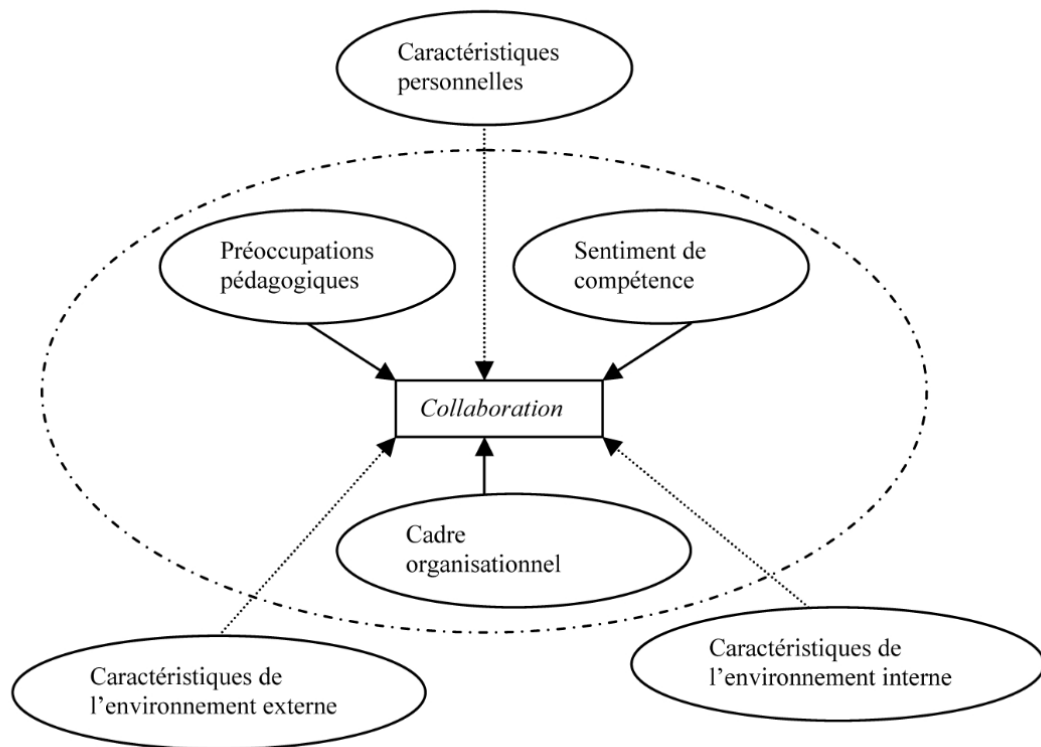 Caractéristiques
personnelles
Préoccupations
pédagogiques
Sentiment de
compétence
Collaboration
Cadre
organisationnel
Caractéristiques de
l’environnement externe
Caractéristiques de
l’environnement interne